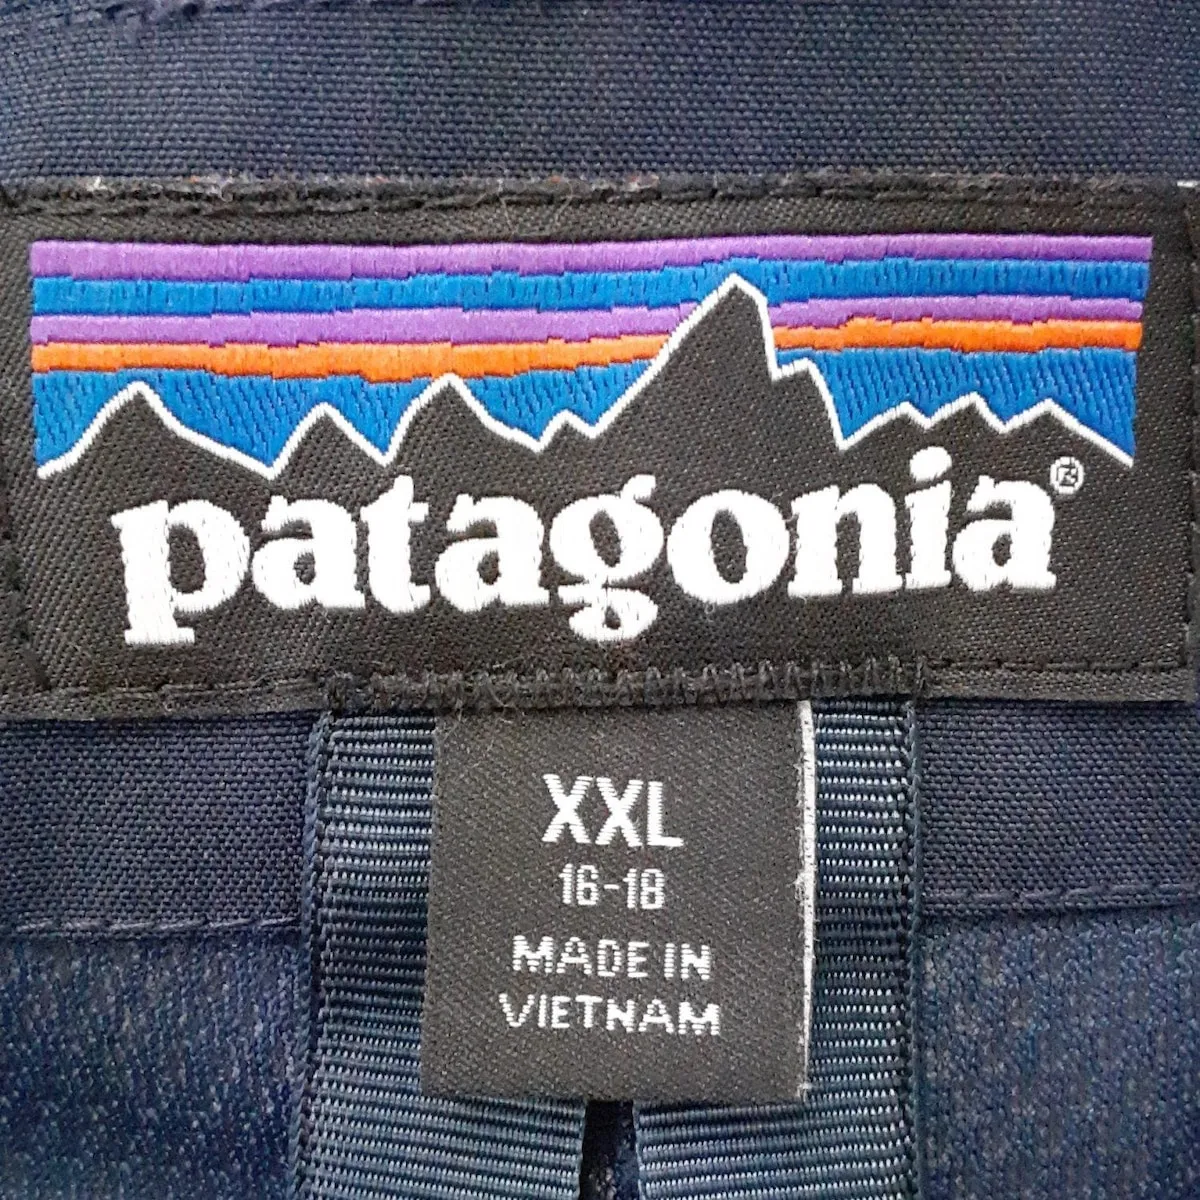 patagonia®
XXL
16-18
MADE IN
VIETNAM